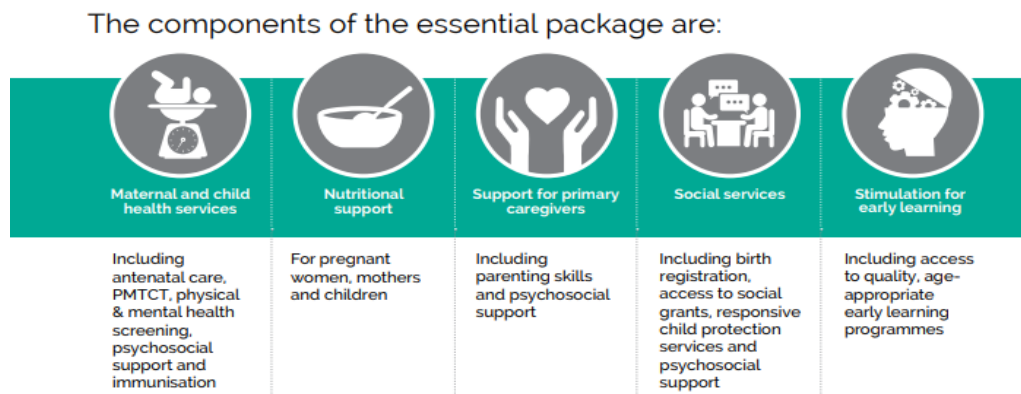 The components of the essential package are:
Maternal and child
health services
Nutritional
support
Support for primary
caregivers
Social services
Stimulation for
early learning
Including
antenatal care,
PMTCT, physical
& mental health
screening,
psychosocial
support and
immunisation
For pregnant
women, mothers
and children
Including
parenting skills
and psychosocial
support
Including birth
registration,
access to social
grants, responsive
child protection
services and
psychosocial
support
Including access
to quality, age-
appropriate
early learning
programmes